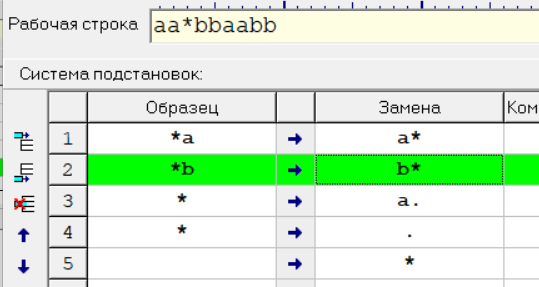 Рабочая строка aa*bbaabb
Система подстановок:
Образец Замена Ком
1 *a → a*
2 *b → b*
3 * → a.
4 * → .
5 → *